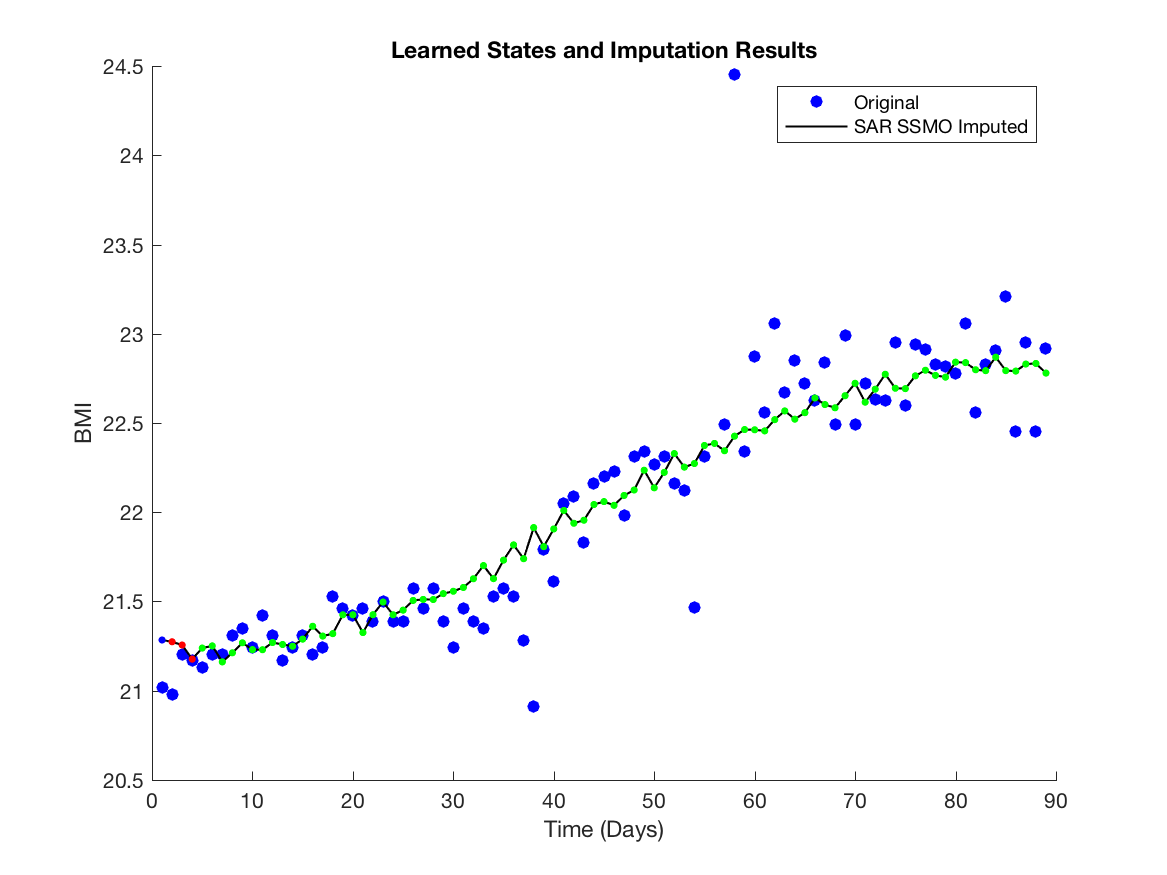 Learned States and Imputation Results
24.5
24
23.5
23
22.5
22
21.5
21
20.5
BMI
Original
SAR SSMO Imputed
0 10 20 30 40 50 60 70 80 90
Time (Days)